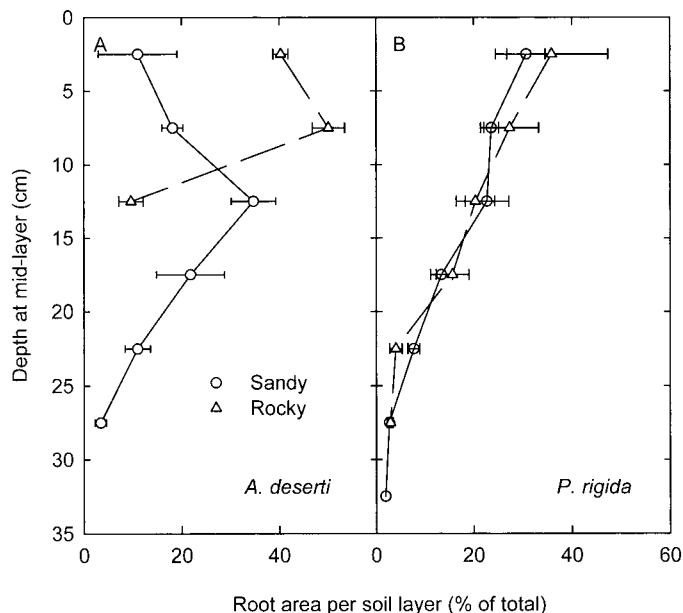 A
B
0
5
10
15
20
25
30
35
Depth at mid-layer (cm)
Sandy
Rocky
A. deserti
P. rigida
0
20
40
0
20
40
60
Root area per soil layer (% of total)